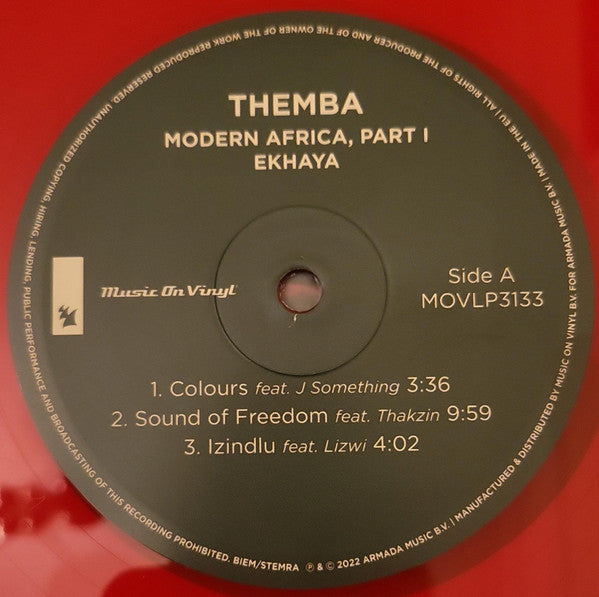 THEMBA
MODERN AFRICA, PART I
EKHAYA
Music On Vinyl
Side A
MOVLP3133
1. Colours feat. J Something 3:36
2. Sound of Freedom feat. Thakzin 9:59
3. Izindlu feat. Lizwi 4:02
ALL RIGHTS OF THE PRODUCER AND OF THE OWNER OF THE WORK REPRODUCED RESERVED. UNAUTHORIZED COPYING, HIRING, LENDING, PUBLIC PERFORMANCE AND BROADCASTING OF THIS RECORDING PROHIBITED. BIEM/STEMRA ℗ & © 2022 ARMADA MUSIC B.V. | MANUFACTURED & DISTRIBUTED BY MUSIC ON VINYL B.V. FOR ARMADA MUSIC B.V. | MADE IN THE EU |